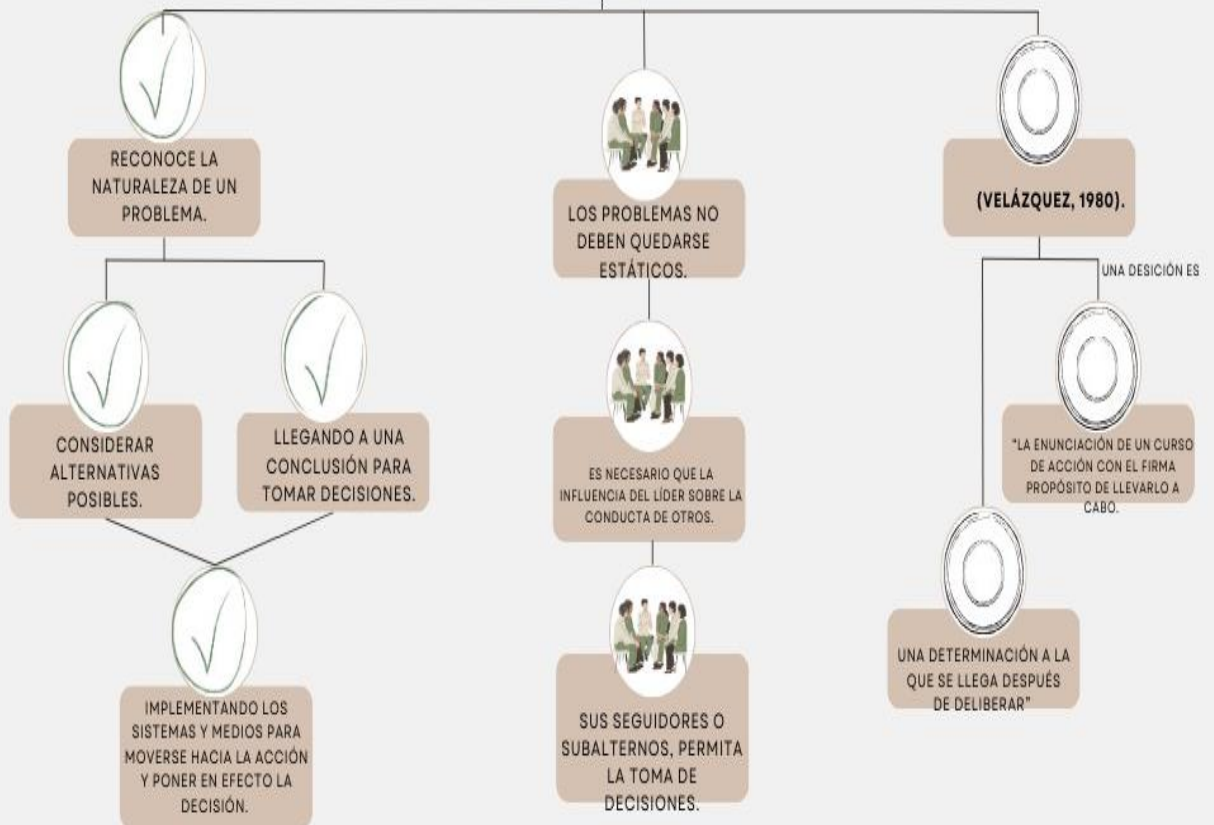 RECONOCE LA
NATURALEZA DE UN
PROBLEMA.
CONSIDERAR
ALTERNATIVAS
POSIBLES.
LLEGANDO A UNA
CONCLUSIÓN PARA
TOMAR DECISIONES.
IMPLEMENTANDO LOS
SISTEMAS Y MEDIOS PARA
MOVERSE HACIA LA ACCIÓN
Y PONER EN EFECTO LA
DECISIÓN.
LOS PROBLEMAS NO
DEBEN QUEDARSE
ESTÁTICOS.
ES NECESARIO QUE LA
INFLUENCIA DEL LÍDER SOBRE LA
CONDUCTA DE OTROS.
SUS SEGUIDORES O
SUBALTERNOS, PERMITA
LA TOMA DE
DECISIONES.
(VELÁZQUEZ, 1980).
UNA DESICIÓN ES
"LA ENUNCIACIÓN DE UN CURSO
DE ACCIÓN CON EL FIRMA
PROPÓSITO DE LLEVARLO A
CABO.
UNA DETERMINACIÓN A LA
QUE SE LLEGA DESPUÉS
DE DELIBERAR"